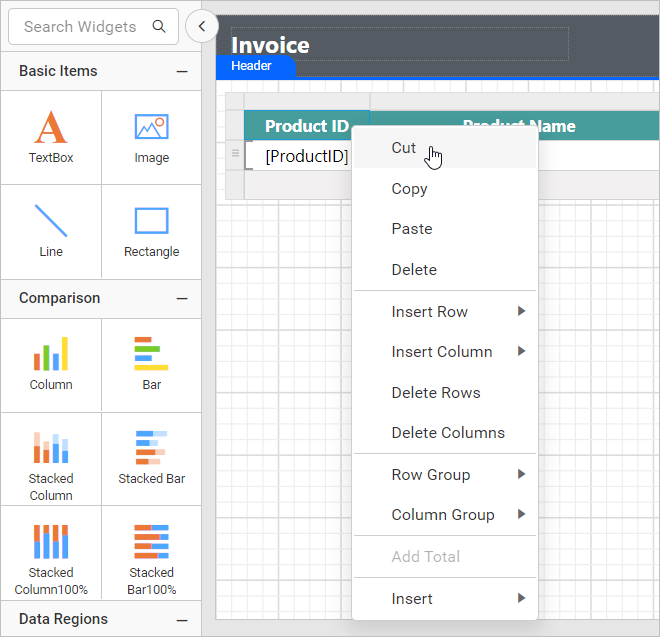 Search Widgets
Basic Items
TextBox
Image
Line
Rectangle
Comparison
Column
Bar
Stacked
Column
Stacked Bar
Stacked
Column100%
Stacked
Bar100%
Data Regions
Invoice
Header
Product ID
Product Name
[ProductID]
Cut
Copy
Paste
Delete
Insert Row
Insert Column
Delete Rows
Delete Columns
Row Group
Column Group
Add Total
Insert